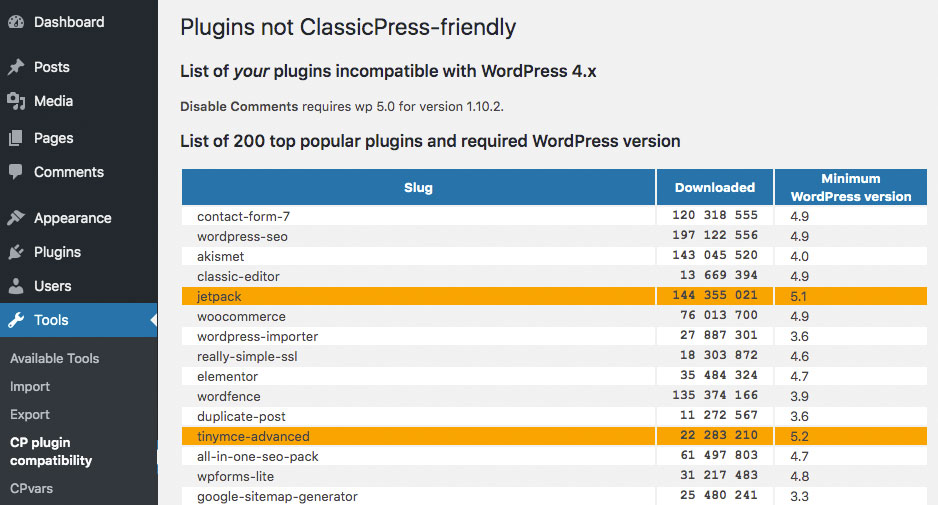 Dashboard
Posts
Media
Pages
Comments
Appearance
Plugins
Users
Tools
Available Tools
Import
Export
CP plugin
compatibility
CPvars
Plugins not ClassicPress-friendly
List of your plugins incompatible with WordPress 4.x
Disable Comments requires wp 5.0 for version 1.10.2.
List of 200 top popular plugins and required WordPress version
Slug Downloaded Minimum
WordPress version
contact-form-7 120 318 555 4.9
wordpress-seo 197 122 556 4.9
akismet 143 045 520 4.0
classic-editor 13 669 394 4.9
jetpack 144 355 021 5.1
woocommerce 76 013 700 4.9
wordpress-importer 27 887 301 3.6
really-simple-ssl 18 303 872 4.6
elementor 35 484 324 4.7
wordfence 135 374 166 3.9
duplicate-post 11 272 567 3.6
tinymce-advanced 22 283 210 5.2
all-in-one-seo-pack 61 497 803 4.7
wpforms-lite 31 217 483 4.8
google-sitemap-generator 25 480 241 3.3